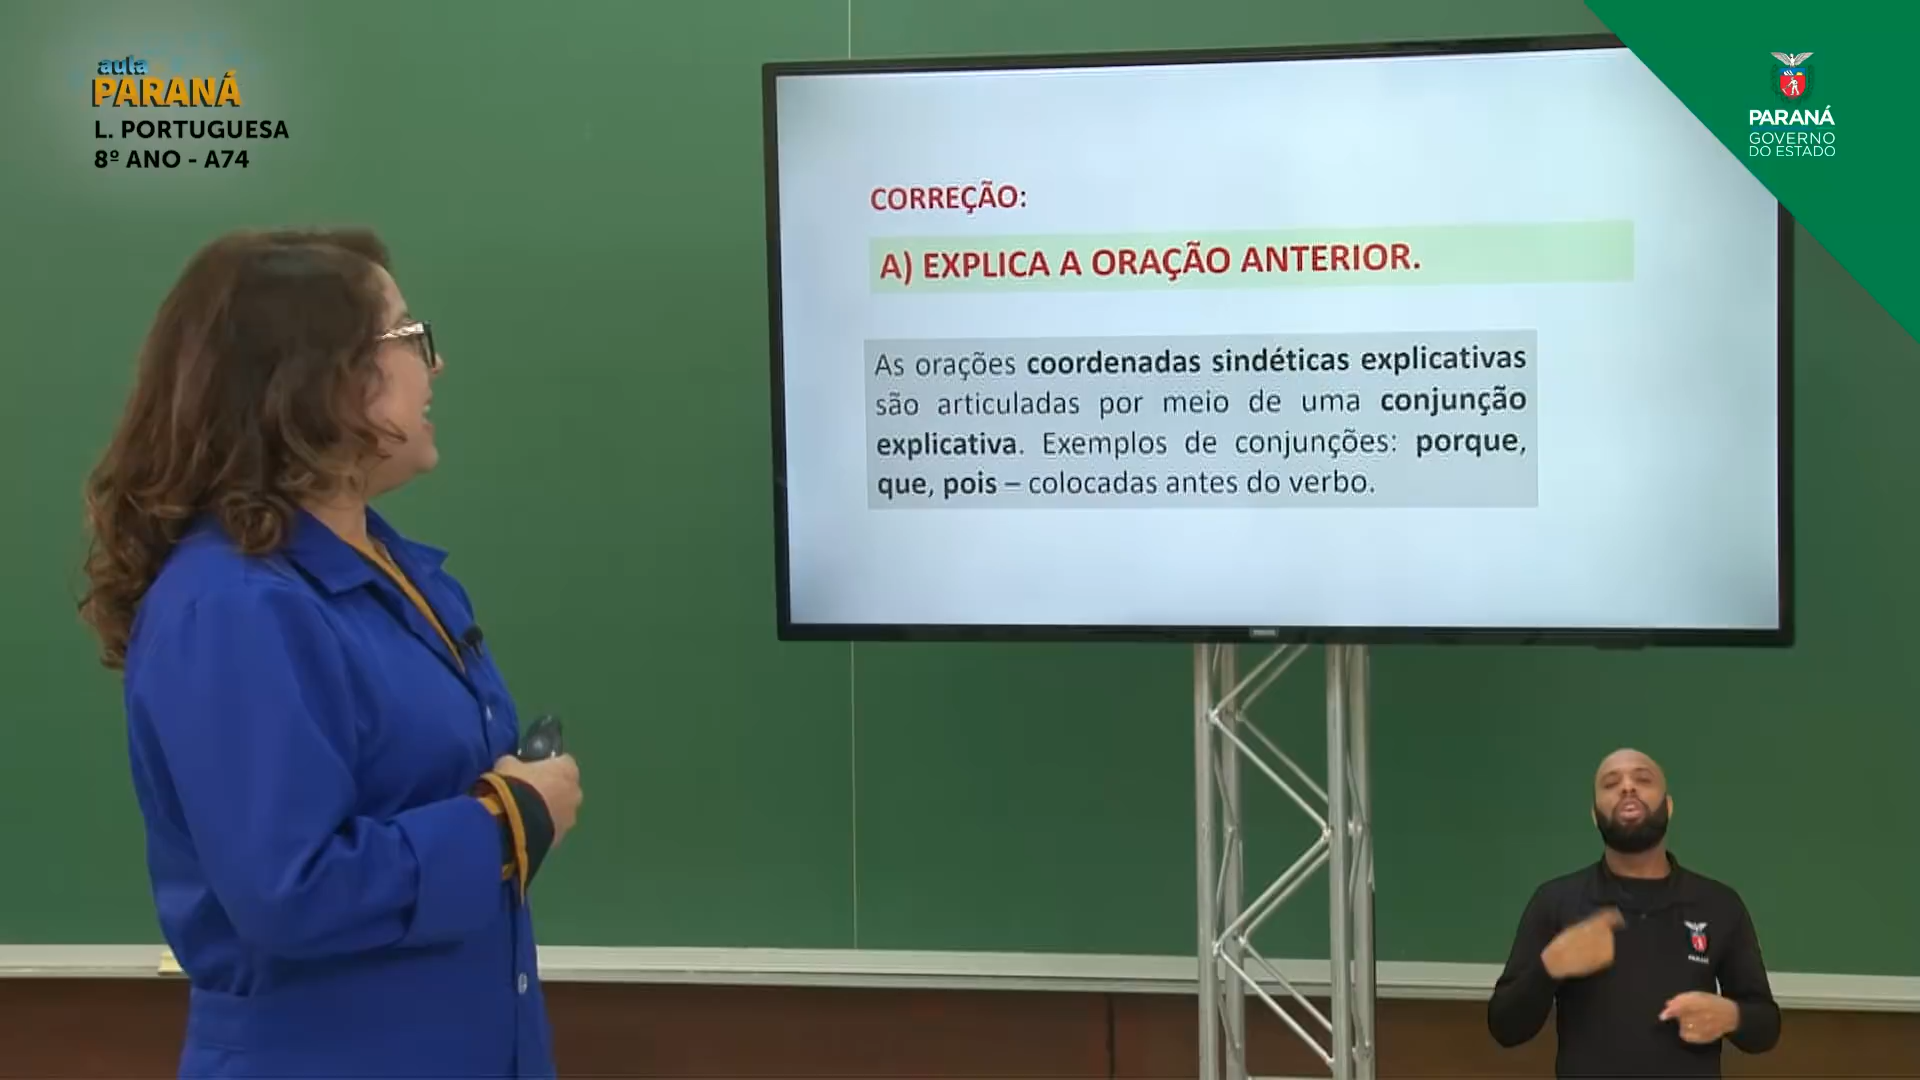 aula
PARANÁ
L. PORTUGUESA
8º ANO - A74
PARANÁ
GOVERNO
DO ESTADO
CORREÇÃO:
A) EXPLICA A ORAÇÃO ANTERIOR.
As orações coordenadas sindéticas explicativas
são articuladas por meio de uma conjunção
explicativa. Exemplos de conjunções: porque,
que, pois – colocadas antes do verbo.